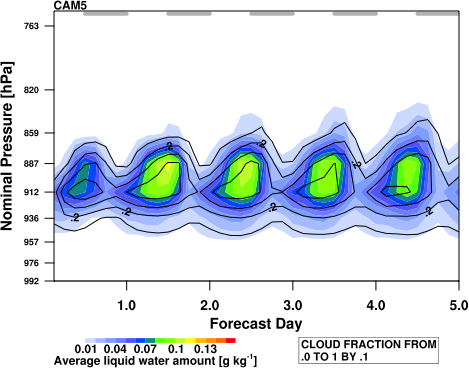 CAM5
Nominal Pressure [hPa]
763
820
859
887
912
936
957
976
992
.2
.2
.2
.2
.2
.2
.2
1.0 2.0 3.0 4.0 5.0
Forecast Day
0.01 0.04 0.07 0.1 0.13
Average liquid water amount [g kg-1]
CLOUD FRACTION FROM
.0 TO 1 BY .1